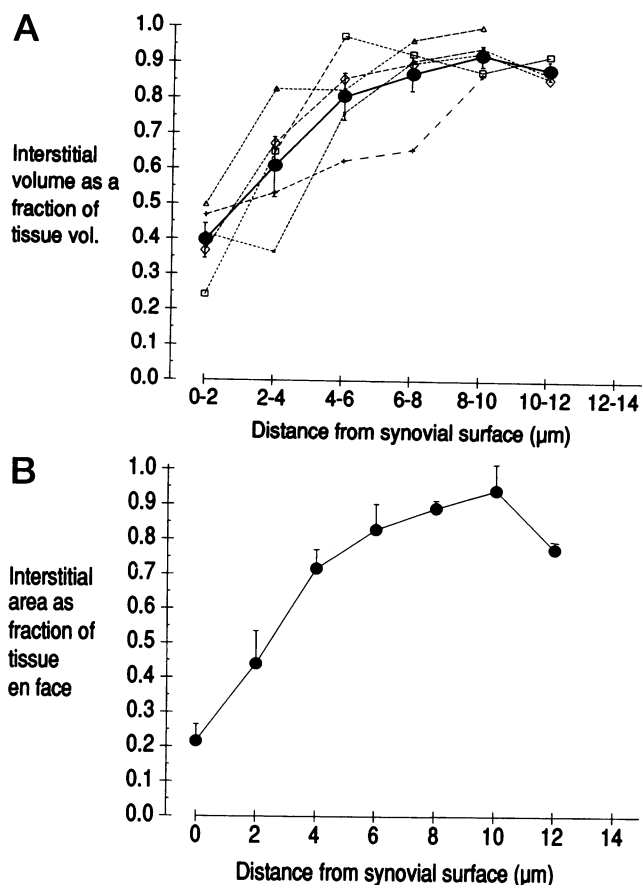 A
1.0
0.9
0.8
0.7
0.6
0.5
0.4
0.3
0.2
0.1
0.0
Interstitial
volume as a
fraction of
tissue vol.
0-2 2-4 4-6 6-8 8-10 10-12 12-14
Distance from synovial surface (µm)
B
1.0
0.9
0.8
0.7
0.6
0.5
0.4
0.3
0.2
0.1
0.0
Interstitial
area as
fraction of
tissue
en face
0 2 4 6 8 10 12 14
Distance from synovial surface (µm)